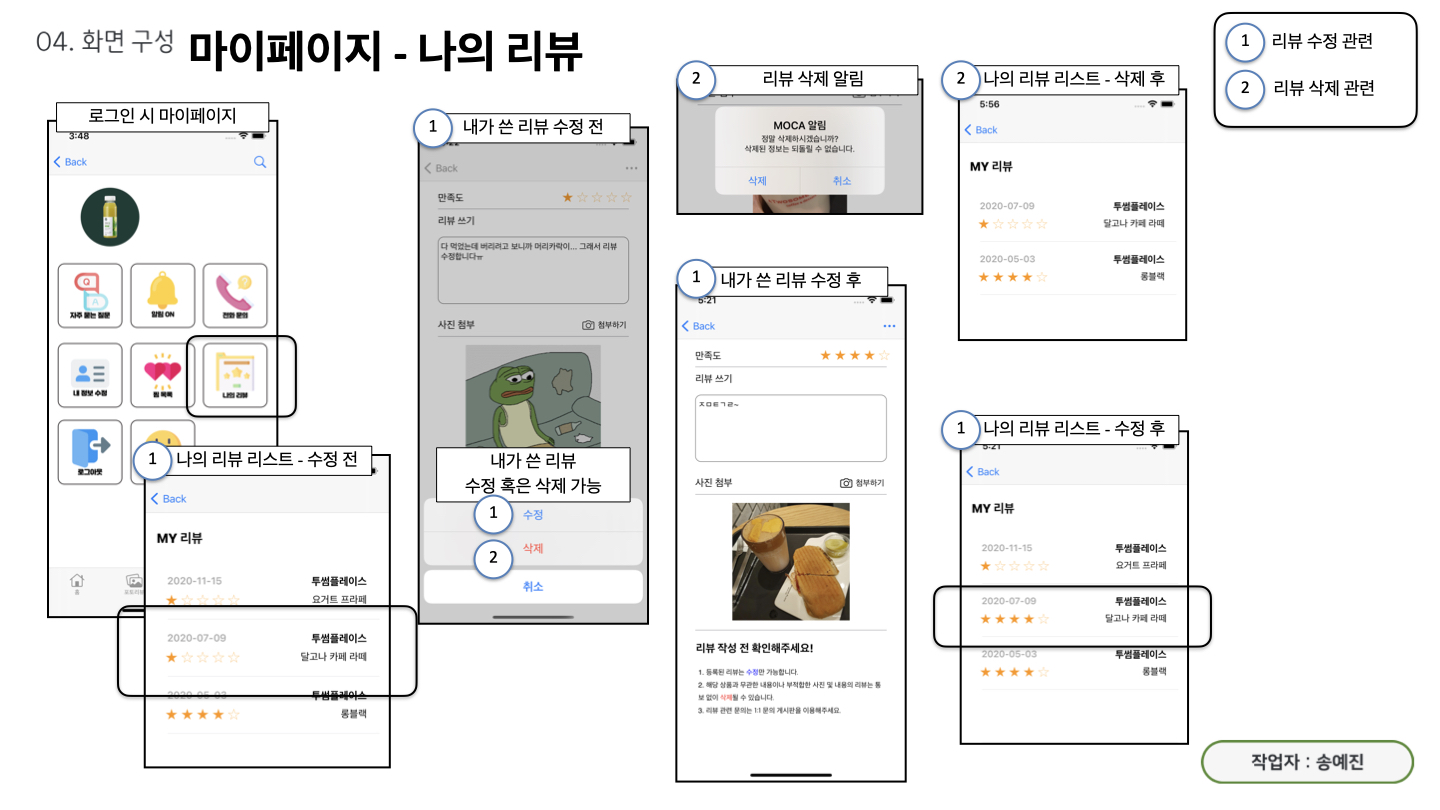 04. 화면 구성 마이페이지 - 나의 리뷰
1 리뷰 수정 관련
2 리뷰 삭제 관련
로그인 시 마이페이지
3:48
Back
Q
A
자주 묻는 질문
알림 ON
전화 문의
내 정보 수정
찜 목록
나의 리뷰
로그아웃
홈
1 나의 리뷰 리스트 - 수정 전
Back
MY 리뷰
2020-11-15 투썸플레이스
★☆☆☆☆ 요거트 프라페
2020-07-09 투썸플레이스
★☆☆☆☆ 달고나 카페 라떼
2020-05-03 투썸플레이스
★★★★☆ 롱블랙
1 내가 쓴 리뷰 수정 전
Back ...
만족도 ★☆☆☆☆
리뷰 쓰기
다 먹었는데 버리려고 보니까 머리카락이... 그래서 리뷰
수정합니다ㅠ
사진 첨부 첨부하기
내가 쓴 리뷰
수정 혹은 삭제 가능
1 수정
2 삭제
취소
2 리뷰 삭제 알림
MOCA 알림
정말 삭제하시겠습니까?
삭제된 정보는 되돌릴 수 없습니다.
삭제 취소
1 내가 쓴 리뷰 수정 후
5:21
Back ...
만족도 ★★★★☆
리뷰 쓰기
ㅈㅁㅌㄱㄹ~
사진 첨부 첨부하기
리뷰 작성 전 확인해주세요!
1. 등록된 리뷰는 수정만 가능합니다.
2. 해당 상품과 무관한 내용이나 부적합한 사진 및 내용의 리뷰는 통
보 없이 삭제될 수 있습니다.
3. 리뷰 관련 문의는 1:1 문의 게시판을 이용해주세요.
2 나의 리뷰 리스트 - 삭제 후
5:56
Back
MY 리뷰
2020-07-09 투썸플레이스
★☆☆☆☆ 달고나 카페 라떼
2020-05-03 투썸플레이스
★★★★☆ 롱블랙
1 나의 리뷰 리스트 - 수정 후
5:21
Back
MY 리뷰
2020-11-15 투썸플레이스
★☆☆☆☆ 요거트 프라페
2020-07-09 투썸플레이스
★★★★☆ 달고나 카페 라떼
2020-05-03 투썸플레이스
★★★★☆ 롱블랙
작업자 : 송예진